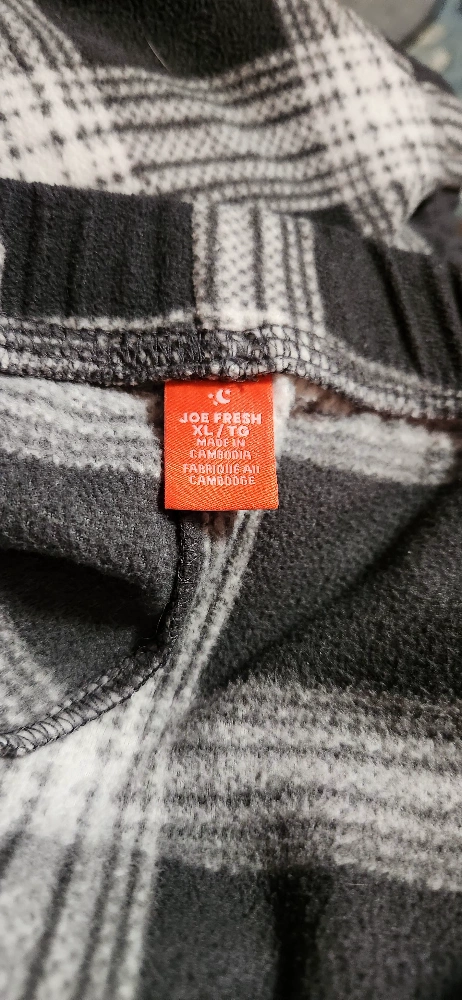 JOE FRESH
XL / TG
MADE IN
CAMBODIA
FABRIQUÉ AU
CAMBODGE